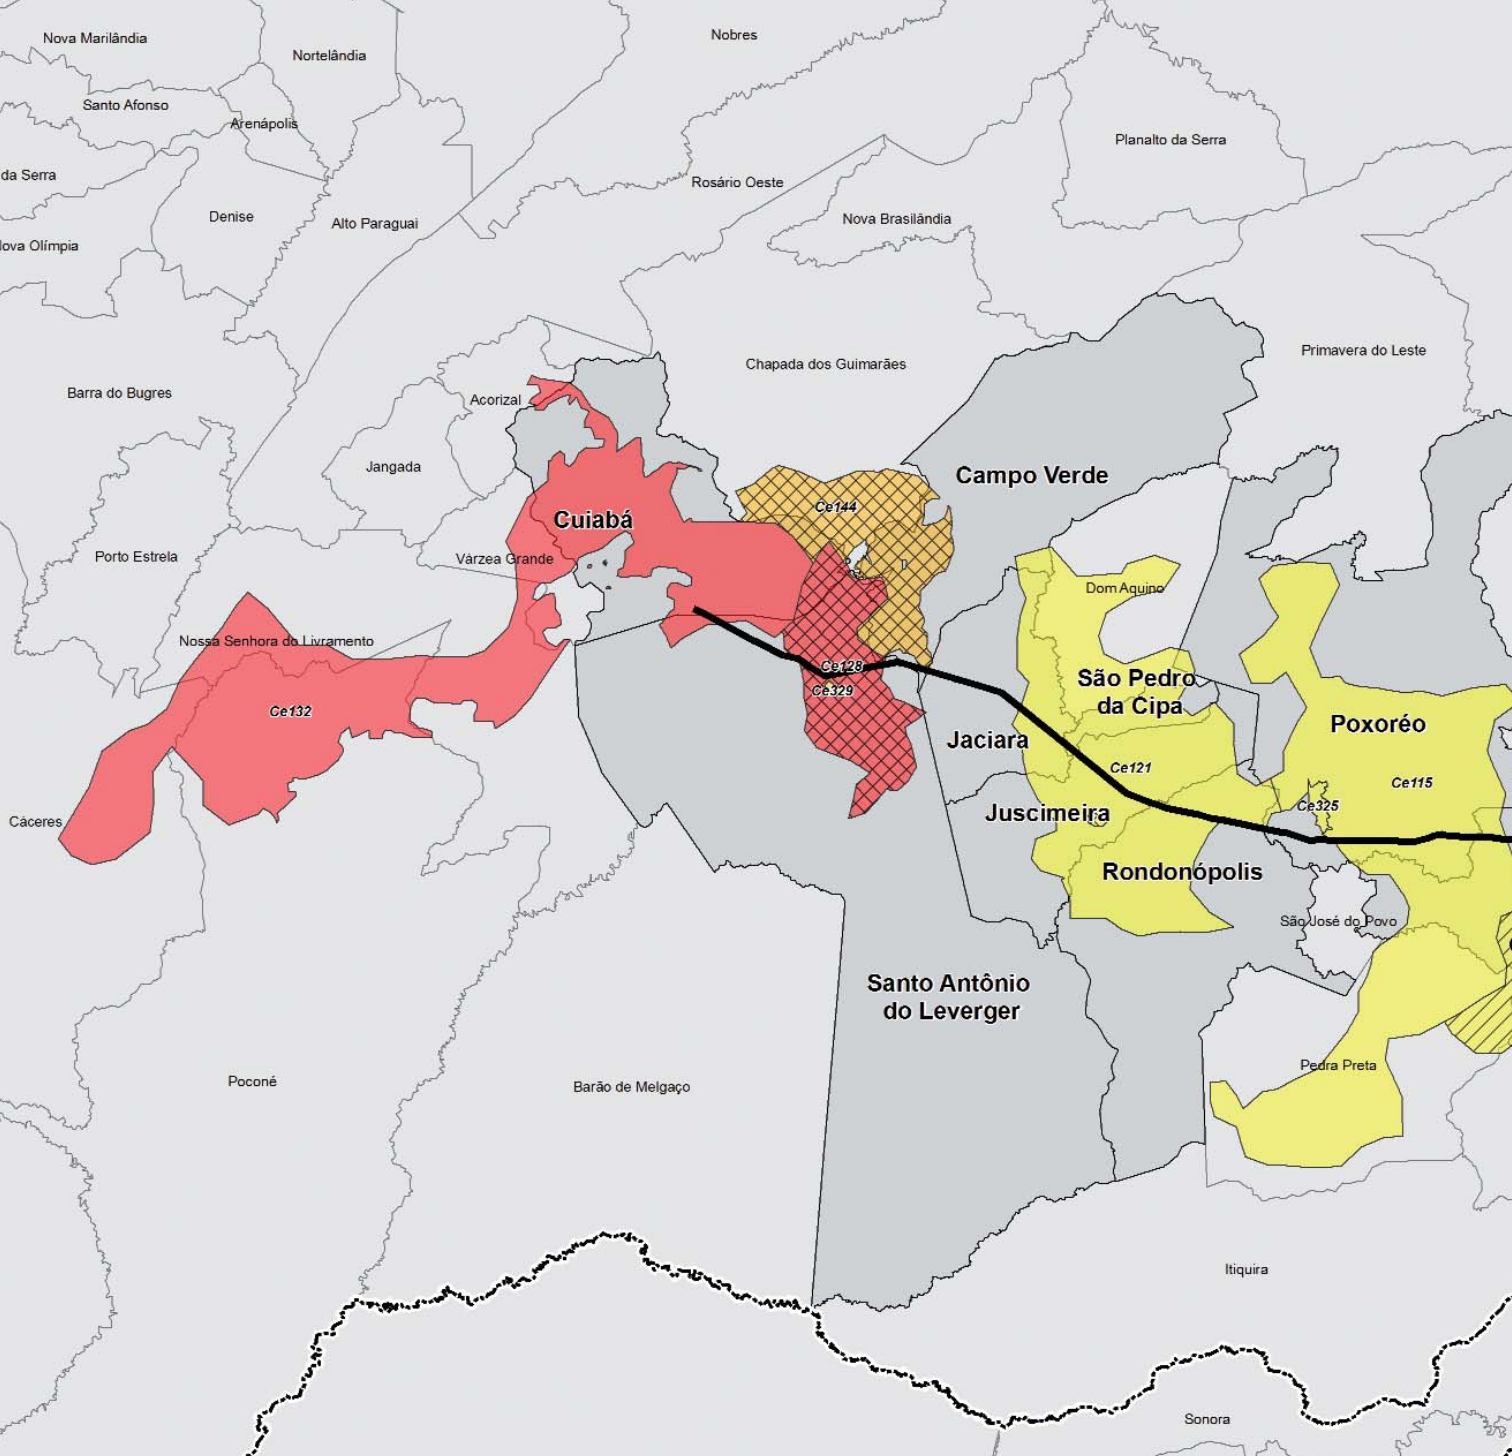 Nobres
Nova Marilândia
Nortelândia
Santo Afonso
Arenápolis
Planalto da Serra
da Serra
Rosário Oeste
Denise
Alto Paraguai
Nova Brasilândia
ova Olímpia
Primavera do Leste
Chapada dos Guimarães
Barra do Bugres
Acorizal
Jangada
Campo Verde
Ce144
Cuiabá
Porto Estrela
Várzea Grande
Dom Aquino
Nossa Senhora do Livramento
Ce128
São Pedro
da Cipa
Ce329
Ce132
Poxoréo
Jaciara
Ce121
Ce115
Ce325
Juscimeira
Cáceres
Rondonópolis
São José do Povo
Santo Antônio
do Leverger
Pedra Preta
Poconé
Barão de Melgaço
Itiquira
Sonora